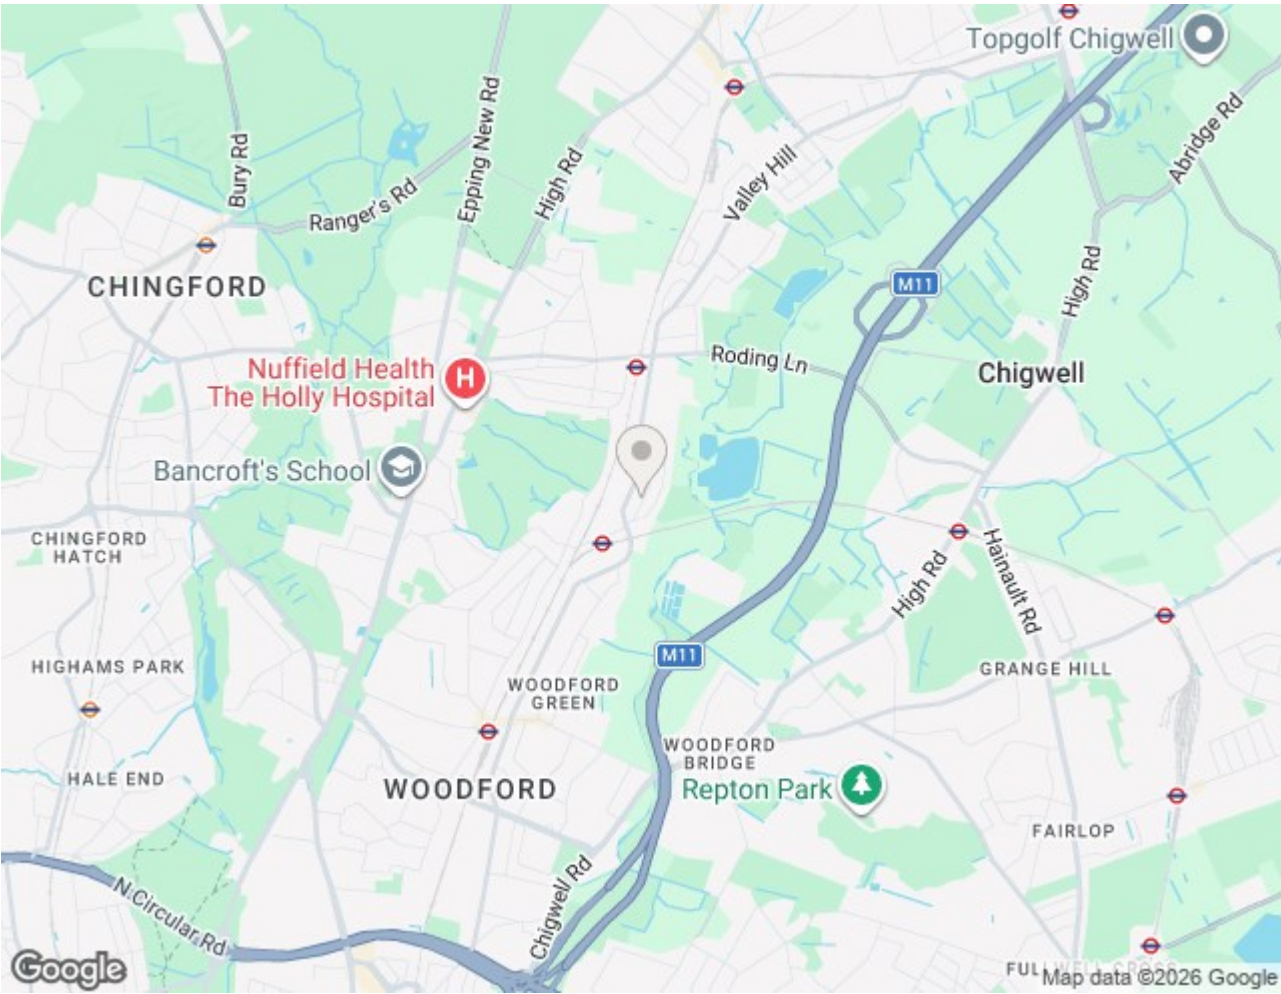 Topgolf Chigwell
Epping New Rd
Bury Rd
High Rd
Abridge Rd
Valley Hill
Ranger's Rd
High Rd
CHINGFORD
M11
Nuffield Health
The Holly Hospital
H
Roding Ln
Chigwell
Bancroft's School
CHINGFORD
HATCH
High Rd
Hainault Rd
M11
HIGHAMS PARK
WOODFORD
GREEN
GRANGE HILL
WOODFORD
BRIDGE
HALE END
WOODFORD
Repton Park
FAIRLOP
N Circular Rd
Chigwell Rd
Google
FULLWELL CROSS
Map data ©2026 Google